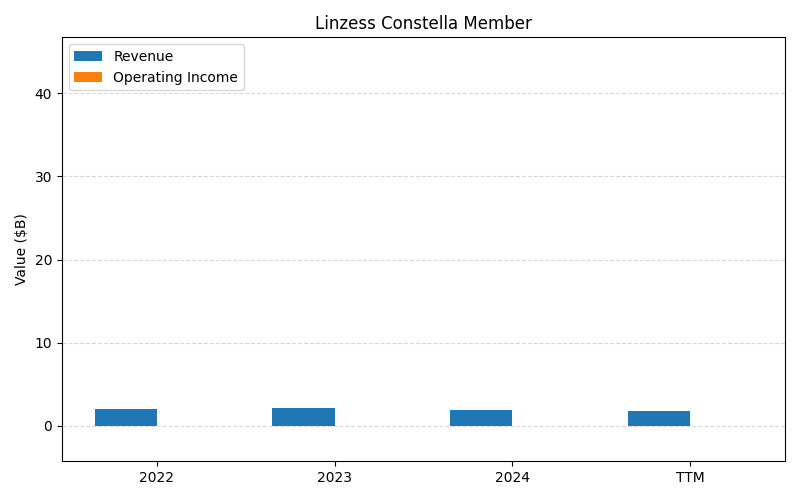 Linzess Constella Member
Revenue
Operating Income
Value ($B)
40
30
20
10
0
2022 2023 2024 TTM